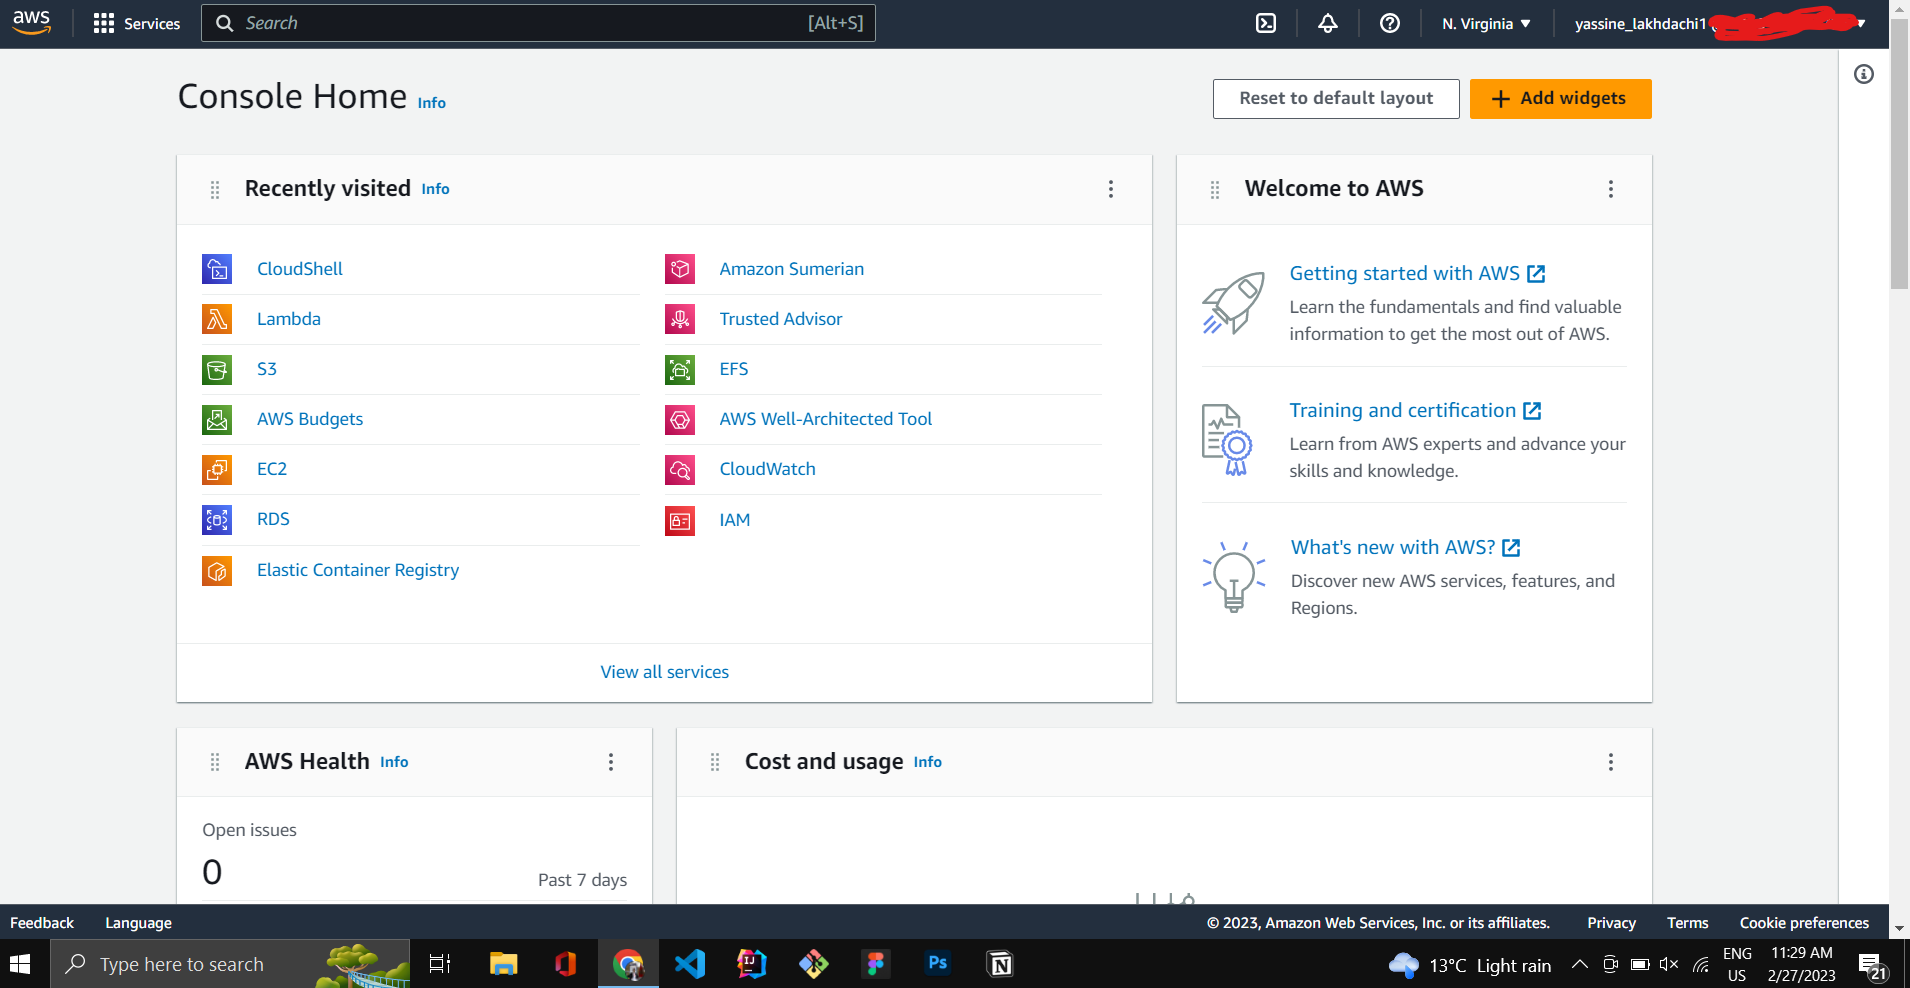 aws
Services
Search
[Alt+S]
N. Virginia
yassine_lakhdachi1
Console Home Info
Reset to default layout
Add widgets
Recently visited Info
CloudShell
Lambda
S3
AWS Budgets
EC2
RDS
Elastic Container Registry
Amazon Sumerian
Trusted Advisor
EFS
AWS Well-Architected Tool
CloudWatch
IAM
View all services
Welcome to AWS
Getting started with AWS
Learn the fundamentals and find valuable
information to get the most out of AWS.
Training and certification
Learn from AWS experts and advance your
skills and knowledge.
What's new with AWS?
Discover new AWS services, features, and
Regions.
AWS Health Info
Open issues
0
Past 7 days
Cost and usage Info
Feedback
Language
© 2023, Amazon Web Services, Inc. or its affiliates.
Privacy
Terms
Cookie preferences
Type here to search
IJ
Ps
N
13°C Light rain
ENG
US
11:29 AM
2/27/2023
21